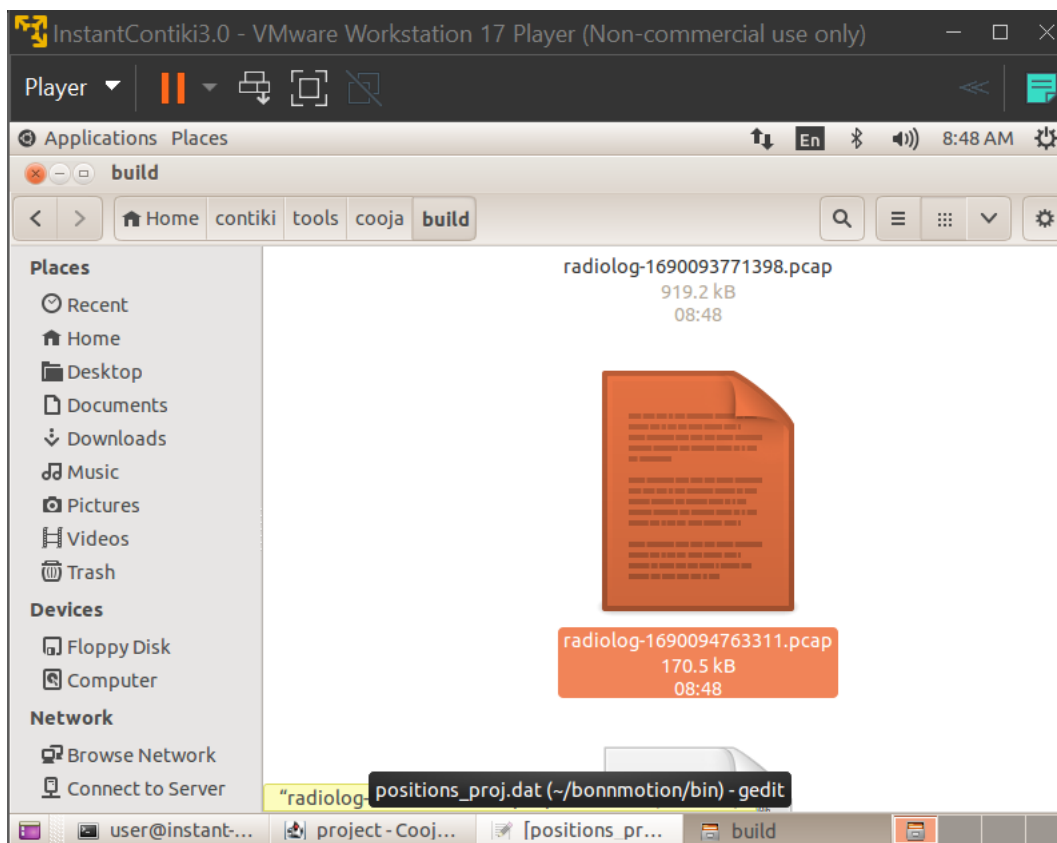 InstantContiki3.0 - VMware Workstation 17 Player (Non-commercial use only)
Player
Applications Places
En
8:48 AM
build
Home contiki tools cooja build
Places
Recent
Home
Desktop
Documents
Downloads
Music
Pictures
Videos
Trash
Devices
Floppy Disk
Computer
Network
Browse Network
Connect to Server
radiolog-1690093771398.pcap
919.2 kB
08:48
radiolog-1690094763311.pcap
170.5 kB
08:48
"radiolog-
positions_proj.dat (~/bonnmotion/bin) - gedit
user@instant-...
project - Cooj...
[positions_pr...
build